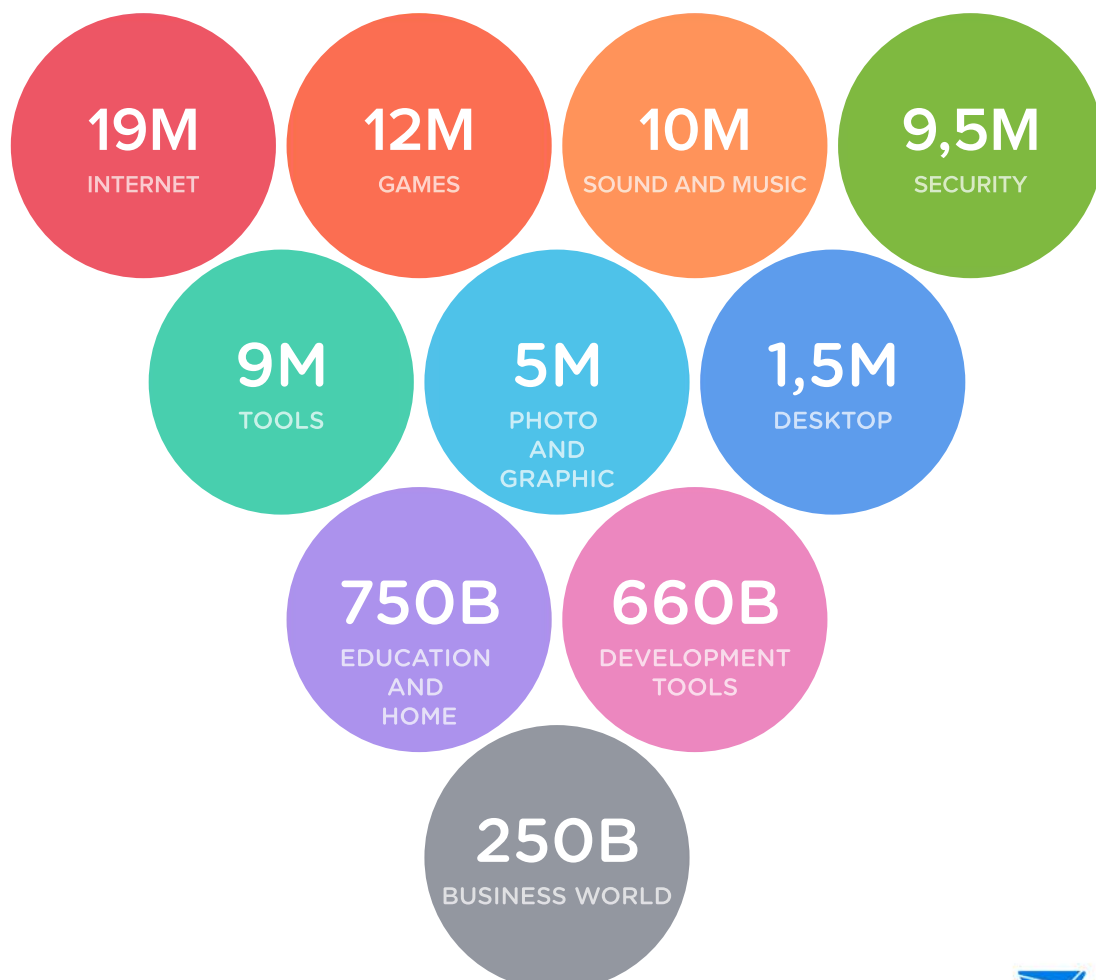 19M
INTERNET
12M
GAMES
10M
SOUND AND MUSIC
9,5M
SECURITY
9M
TOOLS
5M
PHOTO
AND
GRAPHIC
1,5M
DESKTOP
750B
EDUCATION
AND
HOME
660B
DEVELOPMENT
TOOLS
250B
BUSINESS WORLD